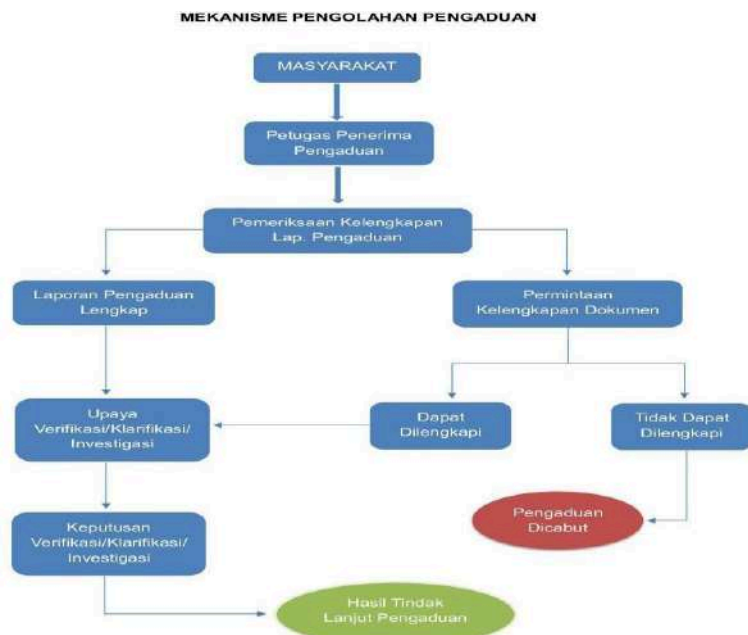 MEKANISME PENGOLAHAN PENGADUAN
MASYARAKAT
Petugas Penerima
Pengaduan
Pemeriksaan Kelengkapan
Lap. Pengaduan
Laporan Pengaduan
Lengkap
Permintaan
Kelengkapan Dokumen
Upaya
Verifikasi/Klarifikasi/
Investigasi
Dapat
Dilengkapi
Tidak Dapat
Dilengkapi
Keputusan
Verifikasi/Klarifikasi/
Investigasi
Pengaduan
Dicabut
Hasil Tindak
Lanjut Pengaduan